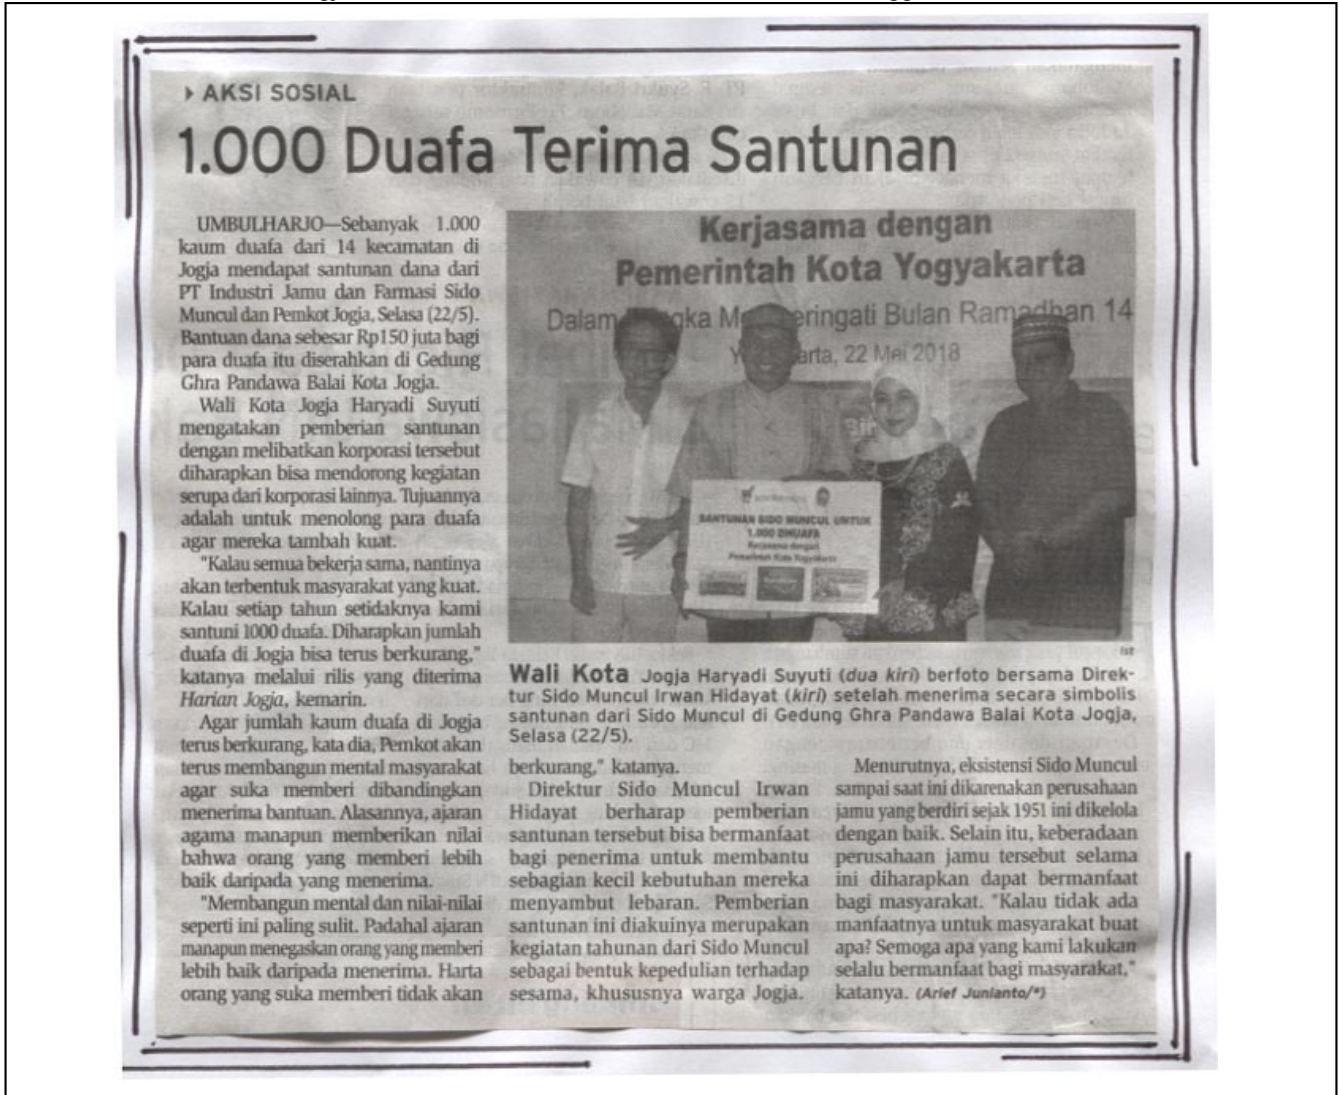 AKSI SOSIAL
1.000 Duafa Terima Santunan
UMBULHARJO—Sebanyak 1.000
kaum duafa dari 14 kecamatan di
Jogja mendapat santunan dana dari
PT Industri Jamu dan Farmasi Sido
Muncul dan Pemkot Jogja, Selasa (22/5).
Bantuan dana sebesar Rp150 juta bagi
para duafa itu diserahkan di Gedung
Ghra Pandawa Balai Kota Jogja.
Wali Kota Jogja Haryadi Suyuti
mengatakan pemberian santunan
dengan melibatkan korporasi tersebut
diharapkan bisa mendorong kegiatan
serupa dari korporasi lainnya. Tujuannya
adalah untuk menolong para duafa
agar mereka tambah kuat.
"Kalau semua bekerja sama, nantinya
akan terbentuk masyarakat yang kuat.
Kalau setiap tahun setidaknya kami
santuni 1000 duafa. Diharapkan jumlah
duafa di Jogja bisa terus berkurang,"
katanya melalui rilis yang diterima
Harian Jogja, kemarin.
Agar jumlah kaum duafa di Jogja
terus berkurang, kata dia, Pemkot akan
terus membangun mental masyarakat
agar suka memberi dibandingkan
menerima bantuan. Alasannya, ajaran
agama manapun memberikan nilai
bahwa orang yang memberi lebih
baik daripada yang menerima.
"Membangun mental dan nilai-nilai
seperti ini paling sulit. Padahal ajaran
manapun menegaskan orang yang memberi
lebih baik daripada menerima. Harta
orang yang suka memberi tidak akan
Kerjasama dengan
Pemerintah Kota Yogyakarta
Dalam Bulan Ramadhan 14
22 Mei 2018
SANTUNAN SIDO MUNCUL UNTUK
1.000 DHUAFA
Kerjasama dengan
Pemerintah Kota Yogyakarta
Ist
Wali Kota Jogja Haryadi Suyuti (dua kiri) berfoto bersama Direk-
tur Sido Muncul Irwan Hidayat (kiri) setelah menerima secara simbolis
santunan dari Sido Muncul di Gedung Ghra Pandawa Balai Kota Jogja,
Selasa (22/5).
berkurang," katanya.
Direktur Sido Muncul Irwan
Hidayat berharap pemberian
santunan tersebut bisa bermanfaat
bagi penerima untuk membantu
sebagian kecil kebutuhan mereka
menyambut lebaran. Pemberian
santunan ini diakuinya merupakan
kegiatan tahunan dari Sido Muncul
sebagai bentuk kepedulian terhadap
sesama, khususnya warga Jogja.
Menurutnya, eksistensi Sido Muncul
sampai saat ini dikarenakan perusahaan
jamu yang berdiri sejak 1951 ini dikelola
dengan baik. Selain itu, keberadaan
perusahaan jamu tersebut selama
ini diharapkan dapat bermanfaat
bagi masyarakat. "Kalau tidak ada
manfaatnya untuk masyarakat buat
apa? Semoga apa yang kami lakukan
selalu bermanfaat bagi masyarakat,"
katanya. (Arief Junianto/*)